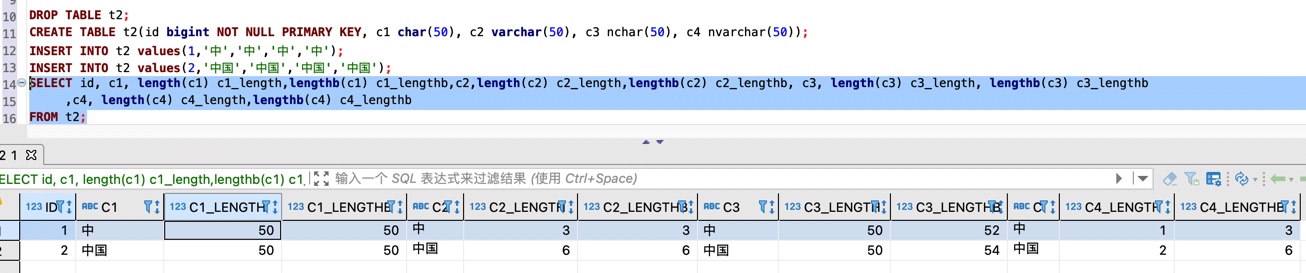 9
10 DROP TABLE t2;
11 CREATE TABLE t2(id bigint NOT NULL PRIMARY KEY, c1 char(50), c2 varchar(50), c3 nchar(50), c4 nvarchar(50));
12 INSERT INTO t2 values(1,'中','中','中','中');
13 INSERT INTO t2 values(2,'中国','中国','中国','中国');
14 SELECT id, c1, length(c1) c1_length,lengthb(c1) c1_lengthb,c2,length(c2) c2_length,lengthb(c2) c2_lengthb, c3, length(c3) c3_length, lengthb(c3) c3_lengthb
15 ,c4, length(c4) c4_length,lengthb(c4) c4_lengthb
16 FROM t2;
2 1
ELECT id, c1, length(c1) c1_length,lengthb(c1) c1_ 输入一个 SQL 表达式来过滤结果 (使用 Ctrl+Space)
123 ID ABC C1 123 C1_LENGTH 123 C1_LENGTHB ABC C2 123 C2_LENGTH 123 C2_LENGTHB ABC C3 123 C3_LENGTH 123 C3_LENGTHB ABC C 123 C4_LENGTH 123 C4_LENGTHB
1 1 中 50 50 中 3 3 中 50 52 中 1 3
2 2 中国 50 50 中国 6 6 中国 50 54 中国 2 6